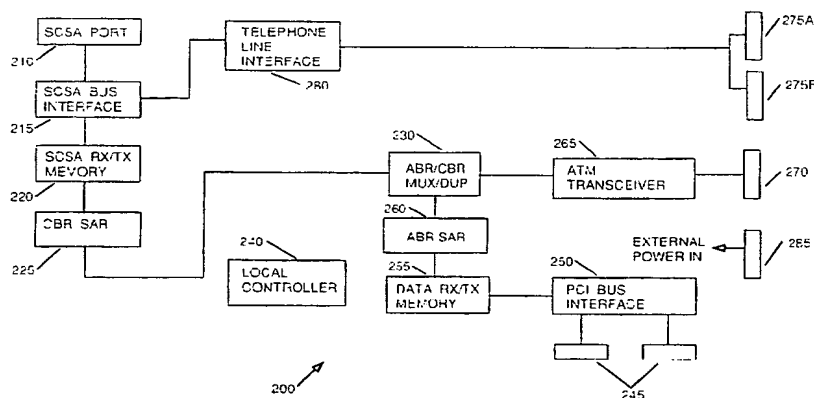 SCSA PORT
210
TELEPHONE
LINE
INTERFACE
280
275A
275B
SCSA BUS
INTERFACE
215
SCSA RX/TX
MEMORY
220
CBR SAR
225
230
ABR/CBR
MUX/DUP
265
ATM
TRANSCEIVER
270
260
ABR SAR
240
LOCAL
CONTROLLER
255
DATA RX/TX
MEMORY
250
PCI BUS
INTERFACE
EXTERNAL
POWER IN
285
200
245